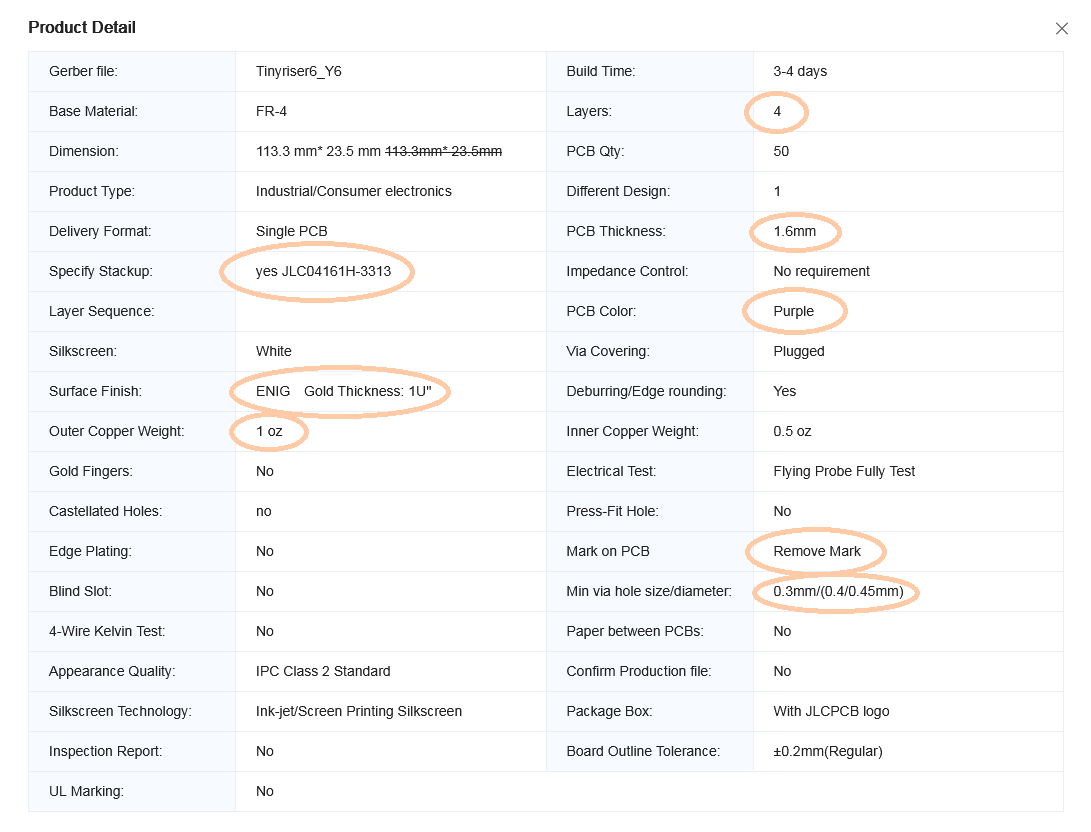 Product Detail
Gerber file: Tinyriser6_Y6 Build Time: 3-4 days
Base Material: FR-4 Layers: 4
Dimension: 113.3 mm* 23.5 mm 113.3mm* 23.5mm PCB Qty: 50
Product Type: Industrial/Consumer electronics Different Design: 1
Delivery Format: Single PCB PCB Thickness: 1.6mm
Specify Stackup: yes JLC04161H-3313 Impedance Control: No requirement
Layer Sequence: PCB Color: Purple
Silkscreen: White Via Covering: Plugged
Surface Finish: ENIG Gold Thickness: 1U" Deburring/Edge rounding: Yes
Outer Copper Weight: 1 oz Inner Copper Weight: 0.5 oz
Gold Fingers: No Electrical Test: Flying Probe Fully Test
Castellated Holes: no Press-Fit Hole: No
Edge Plating: No Mark on PCB Remove Mark
Blind Slot: No Min via hole size/diameter: 0.3mm/(0.4/0.45mm)
4-Wire Kelvin Test: No Paper between PCBs: No
Appearance Quality: IPC Class 2 Standard Confirm Production file: No
Silkscreen Technology: Ink-jet/Screen Printing Silkscreen Package Box: With JLCPCB logo
Inspection Report: No Board Outline Tolerance: ±0.2mm(Regular)
UL Marking: No